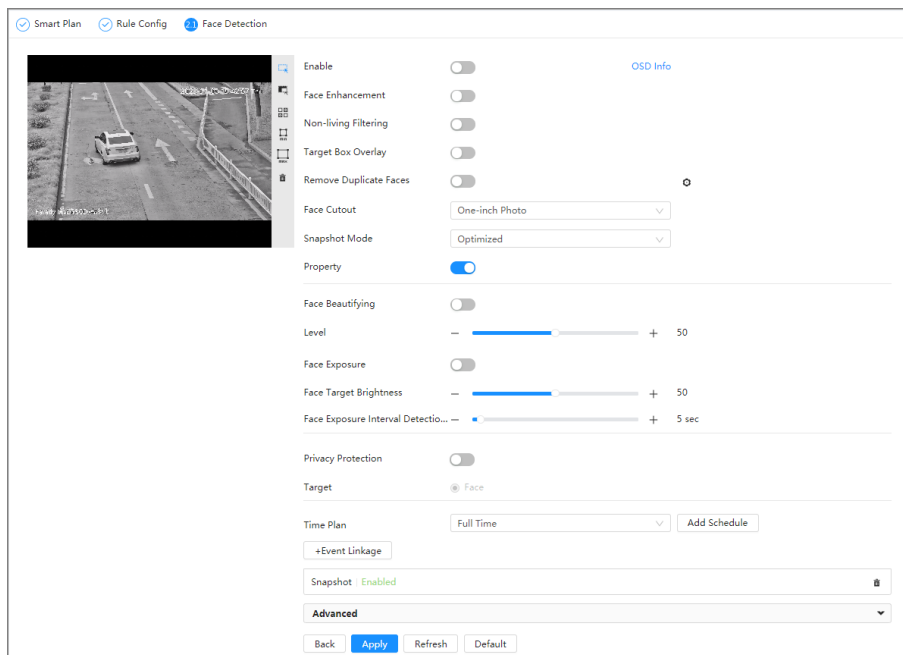 Smart Plan
Rule Config
2.1 Face Detection
Enable
OSD Info
Face Enhancement
Non-living Filtering
Target Box Overlay
Remove Duplicate Faces
Face Cutout
One-inch Photo
Snapshot Mode
Optimized
Property
Face Beautifying
Level
50
Face Exposure
Face Target Brightness
50
Face Exposure Interval Detectio...
5 sec
Privacy Protection
Target
Face
Time Plan
Full Time
Add Schedule
+Event Linkage
Snapshot
Enabled
Advanced
Back
Apply
Refresh
Default